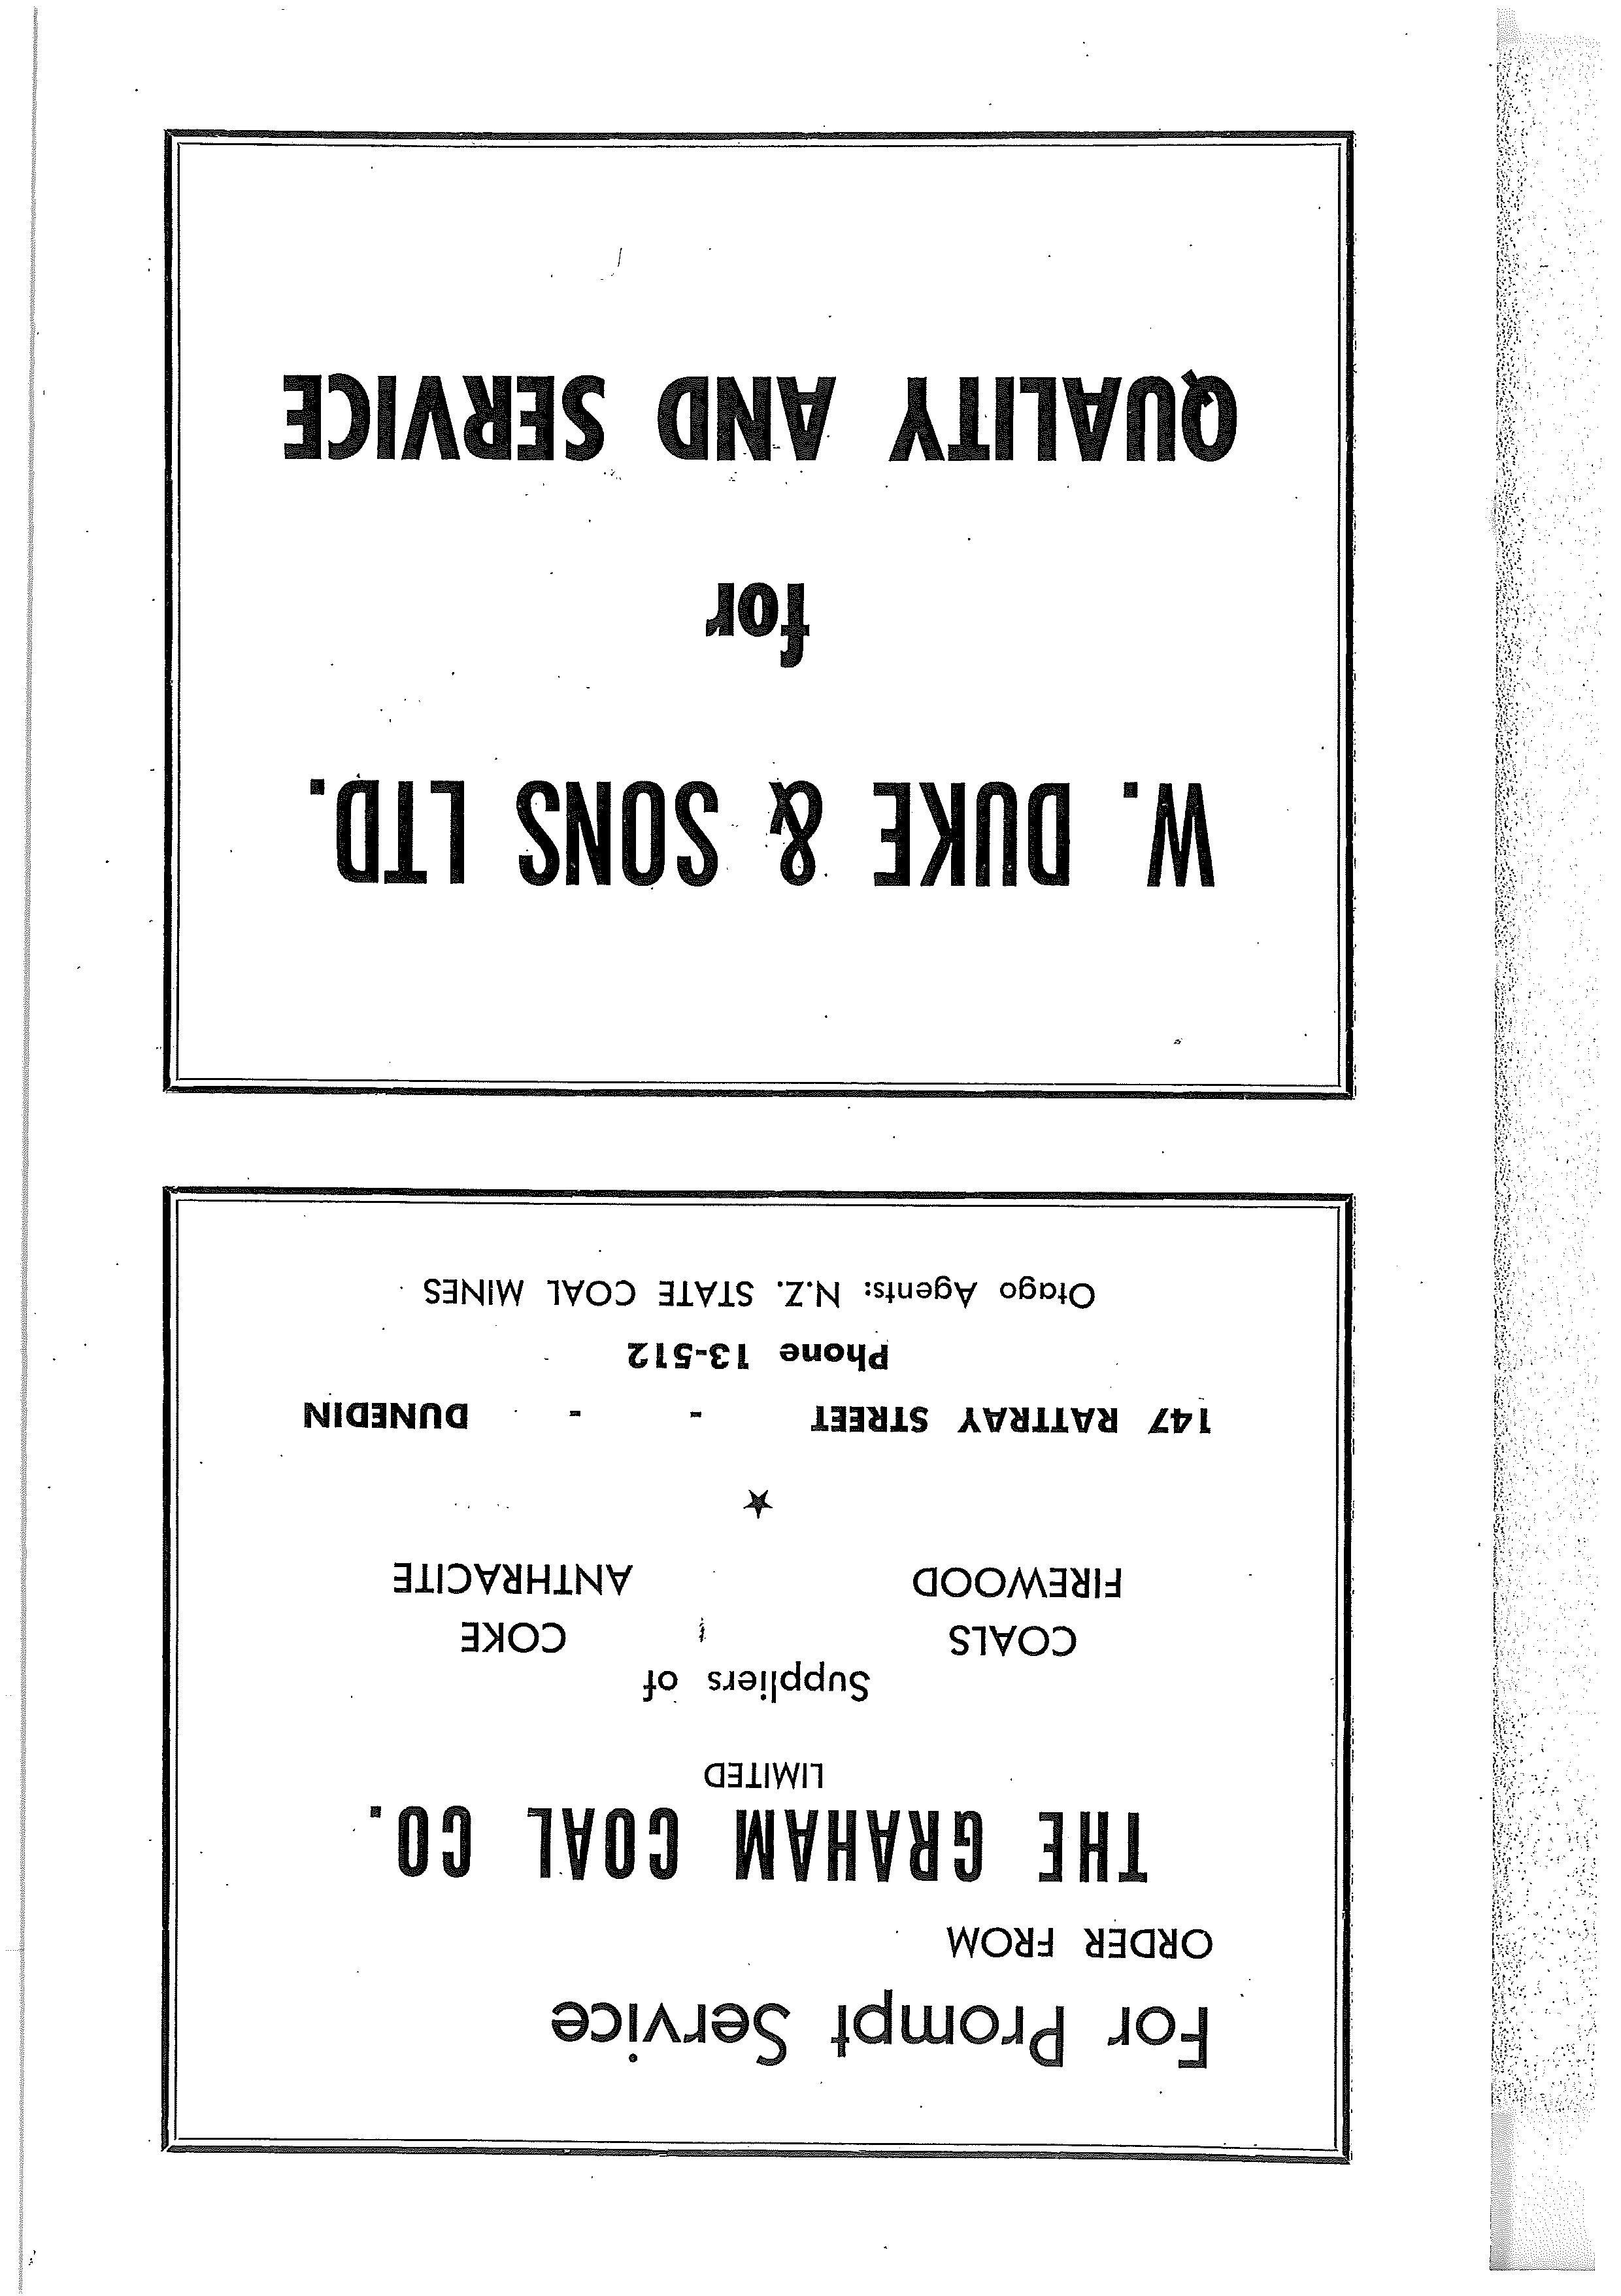 For Prompt Service
ORDER FROM
THE GRAHAM COAL CO.
LIMITED
Suppliers of
COALS COKE
FIREWOOD ANTHRACITE
147 RATTRAY STREET - - DUNEDIN
Phone 13-512
Otago Agents: N.Z. STATE COAL MINES
W. DUKE & SONS LTD.
for
QUALITY AND SERVICE